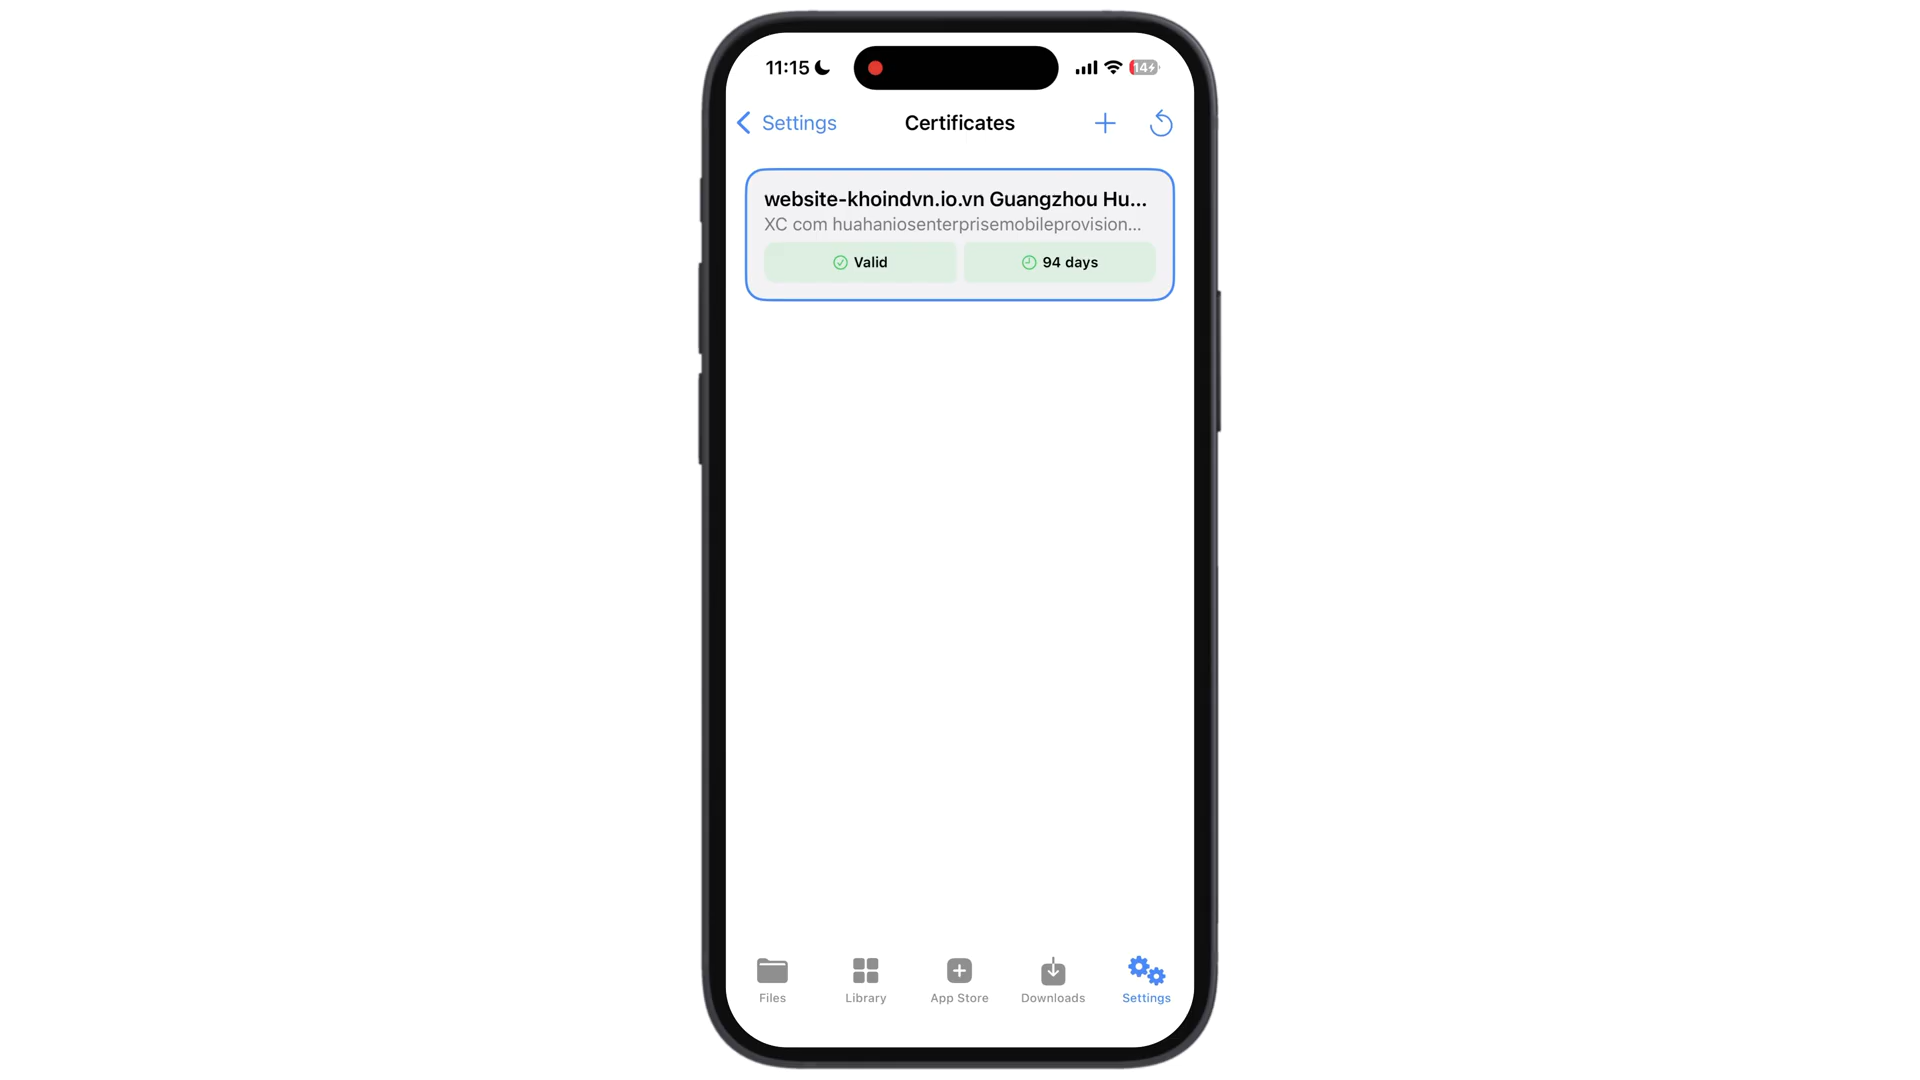 11:15
14
Settings
Certificates
website-khoindvn.io.vn Guangzhou Hu...
XC com huahaniosenterprisemobileprovision...
Valid
94 days
Files
Library
App Store
Downloads
Settings